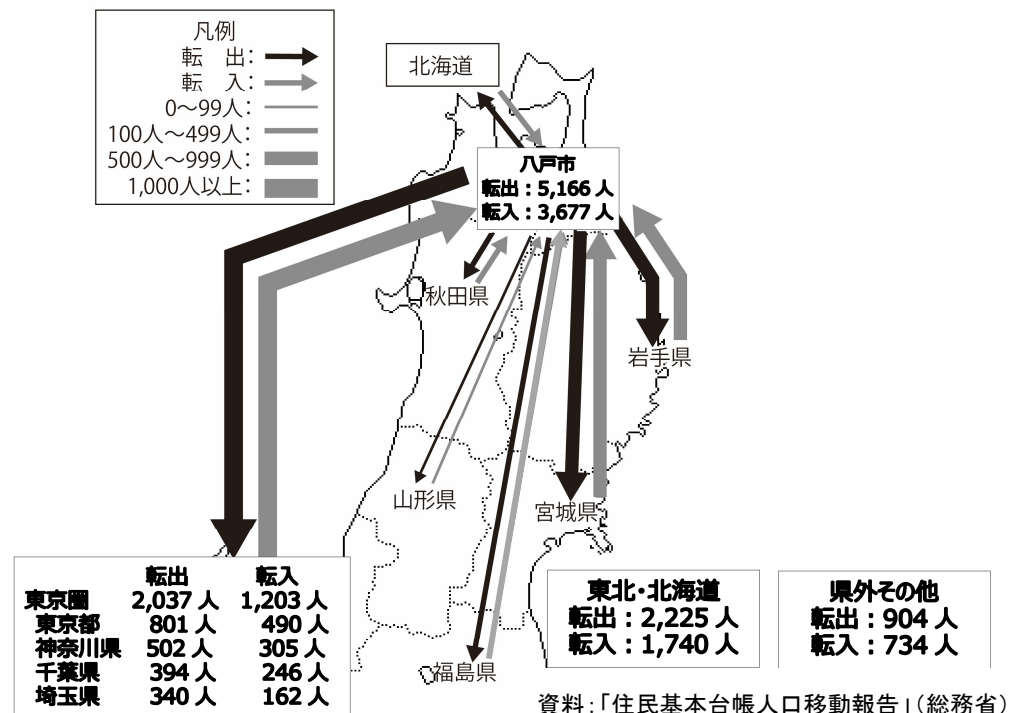 凡例
転　出：
転　入：
0～99人：
100人～499人：
500人～999人：
1,000人以上：
北海道
八戸市
転出：5,166 人
転入：3,677 人
秋田県
岩手県
山形県
宮城県
福島県
転出 転入
東京圏 2,037 人 1,203 人
東京都 801 人 490 人
神奈川県 502 人 305 人
千葉県 394 人 246 人
埼玉県 340 人 162 人
東北・北海道
転出：2,225 人
転入：1,740 人
県外その他
転出：904 人
転入：734 人
資料：「住民基本台帳人口移動報告」（総務省）